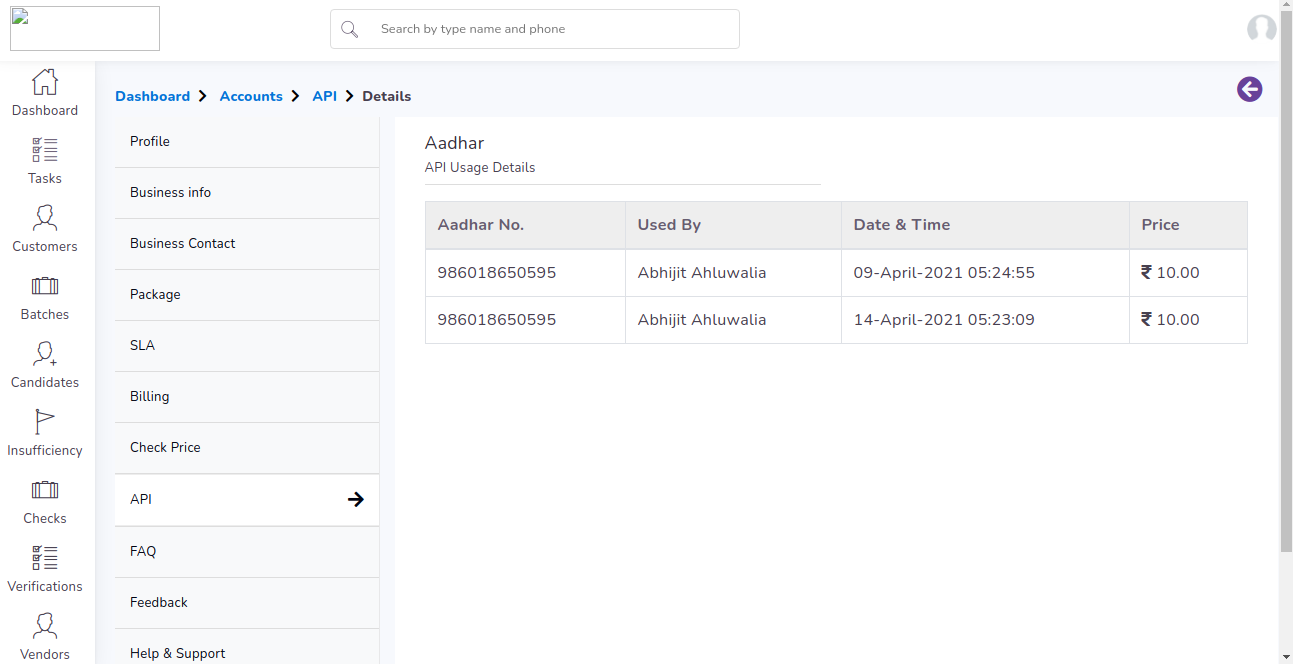 Search by type name and phone
Dashboard
Tasks
Customers
Batches
Candidates
Insufficiency
Checks
Verifications
Vendors
Dashboard > Accounts > API > Details
Profile
Business info
Business Contact
Package
SLA
Billing
Check Price
API
FAQ
Feedback
Help & Support
Aadhar
API Usage Details
Aadhar No. Used By Date & Time Price
986018650595 Abhijit Ahluwalia 09-April-2021 05:24:55 ₹ 10.00
986018650595 Abhijit Ahluwalia 14-April-2021 05:23:09 ₹ 10.00